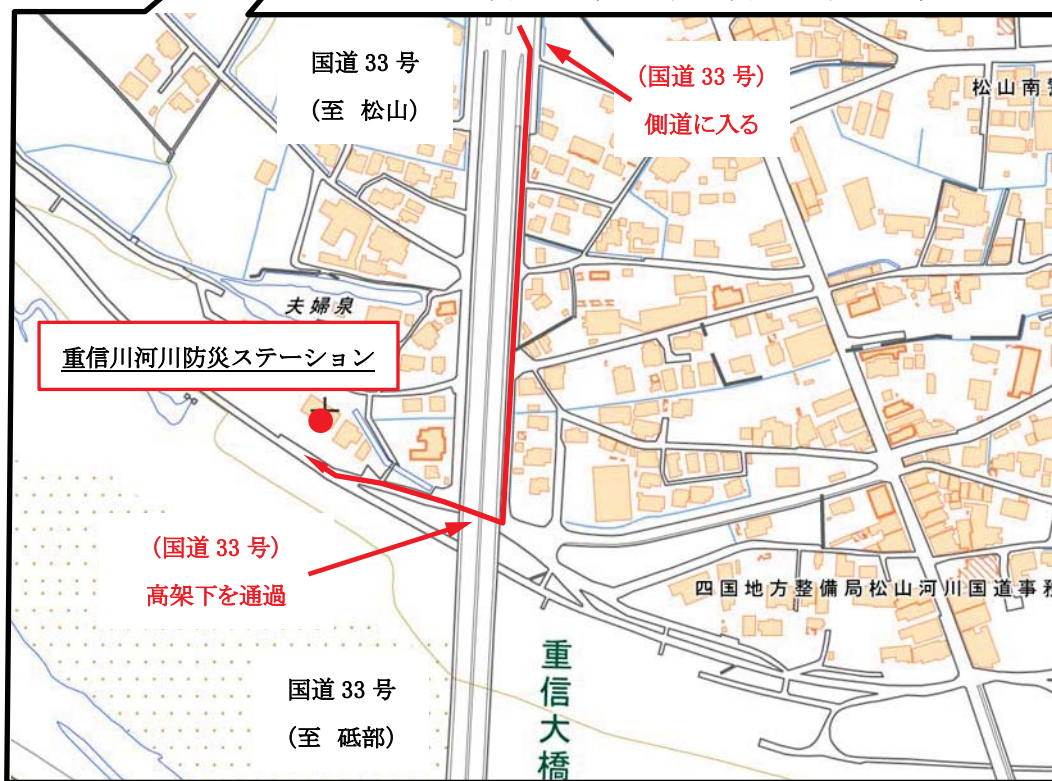 国道 33 号
(至 松山)
(国道 33 号)
側道に入る
松山南
夫婦泉
重信川河川防災ステーション
(国道 33 号)
高架下を通過
四国地方整備局松山河川国道事務
国道 33 号
(至 砥部)
重信大橋